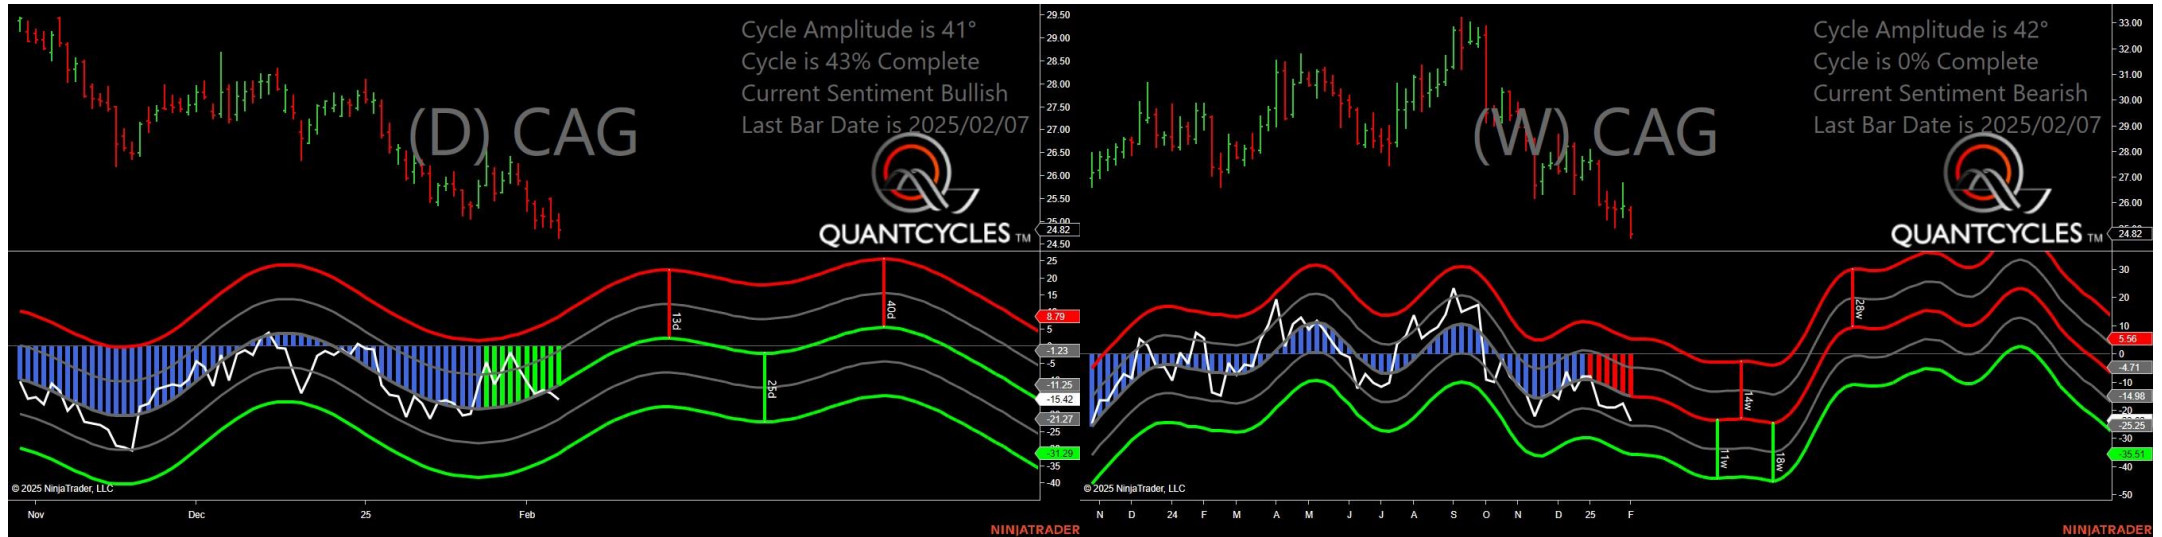 Cycle Amplitude is 41°
Cycle is 43% Complete
Current Sentiment Bullish
Last Bar Date is 2025/02/07
(D) CAG
QUANTCYCLES TM
29.50
29.00
28.50
28.00
27.50
27.00
26.50
26.00
25.50
25.00
24.82
24.50
25
20
15
10
8.79
5
-1.23
-5
-11.25
-15.42
-21.27
-25
-31.29
-35
-40
13d
25d
40d
© 2025 NinjaTrader, LLC
Nov Dec 25 Feb
NINJATRADER
Cycle Amplitude is 42°
Cycle is 0% Complete
Current Sentiment Bearish
Last Bar Date is 2025/02/07
(W) CAG
QUANTCYCLES TM
33.00
32.00
31.00
30.00
29.00
28.00
27.00
26.00
24.82
30
20
10
5.56
0
-4.71
-10
-14.98
-20
-25.25
-30
-35.51
-40
-50
28w
14w
11w
18w
© 2025 NinjaTrader, LLC
N D 24 F M A M J J A S O N D 25 F
NINJATRADER